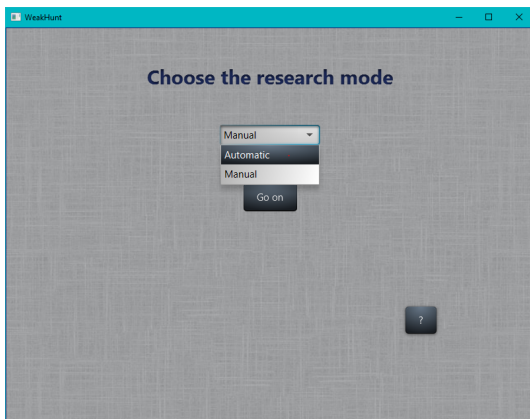 WeakHunt
Choose the research mode
Manual
Automatic
Manual
Go on
?